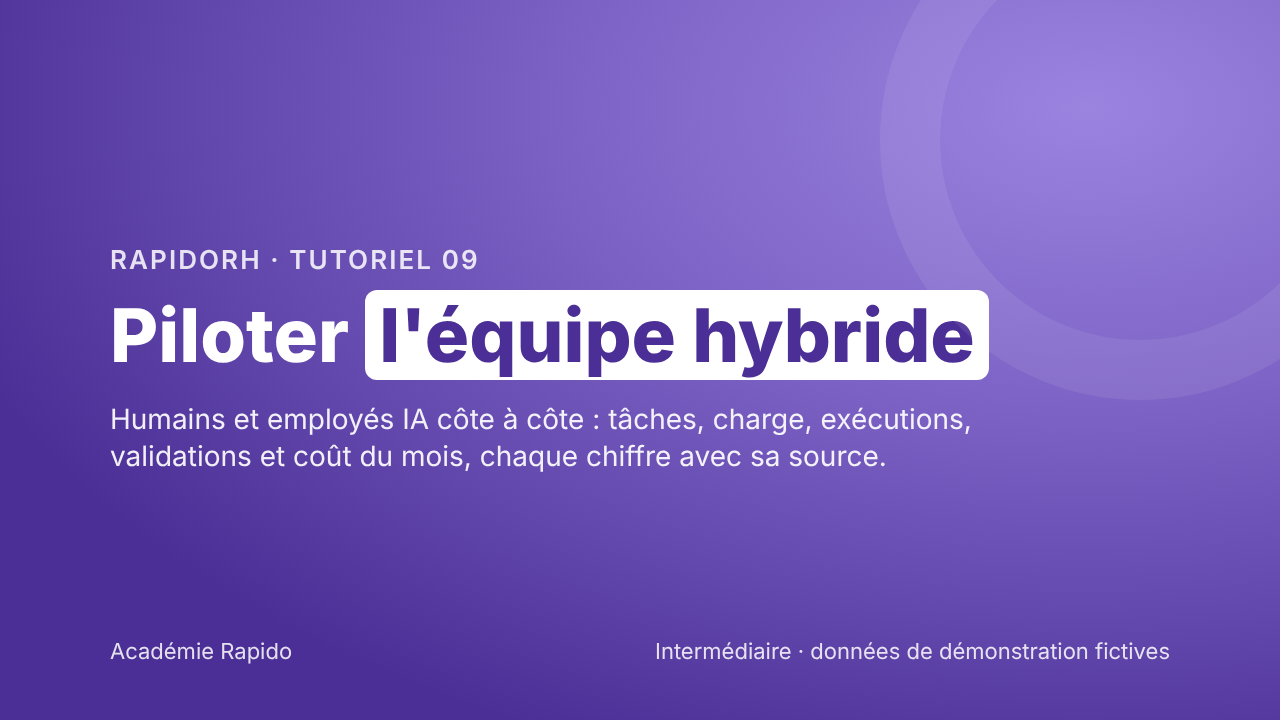 RAPIDORH · TUTORIEL 09
Piloter l'équipe hybride
Humains et employés IA côte à côte : tâches, charge, exécutions,
validations et coût du mois, chaque chiffre avec sa source.
Académie Rapido
Intermédiaire · données de démonstration fictives